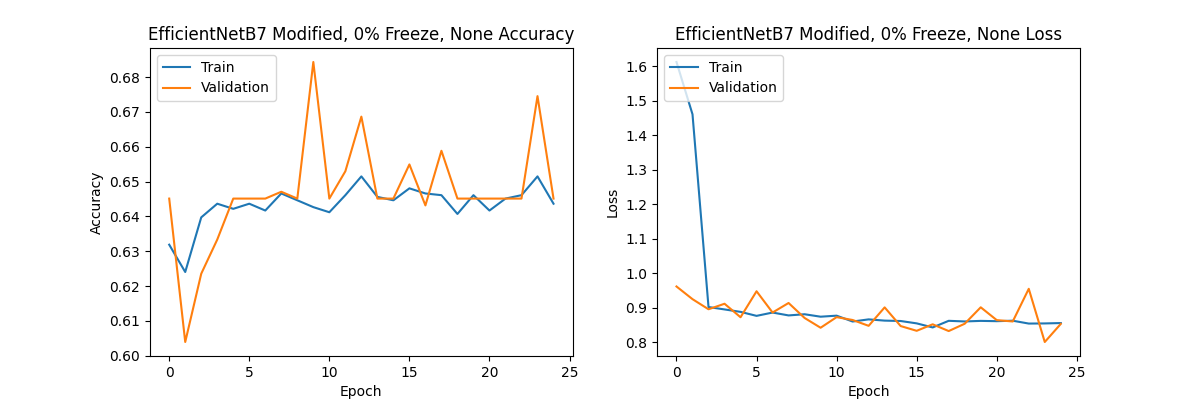 EfficientNetB7 Modified, 0% Freeze, None Accuracy
Train
Validation
0.68
0.67
0.66
0.65
0.64
0.63
0.62
0.61
0.60
Accuracy
0 5 10 15 20 25
Epoch
EfficientNetB7 Modified, 0% Freeze, None Loss
Train
Validation
1.6
1.5
1.4
1.3
1.2
1.1
1.0
0.9
0.8
Loss
0 5 10 15 20 25
Epoch